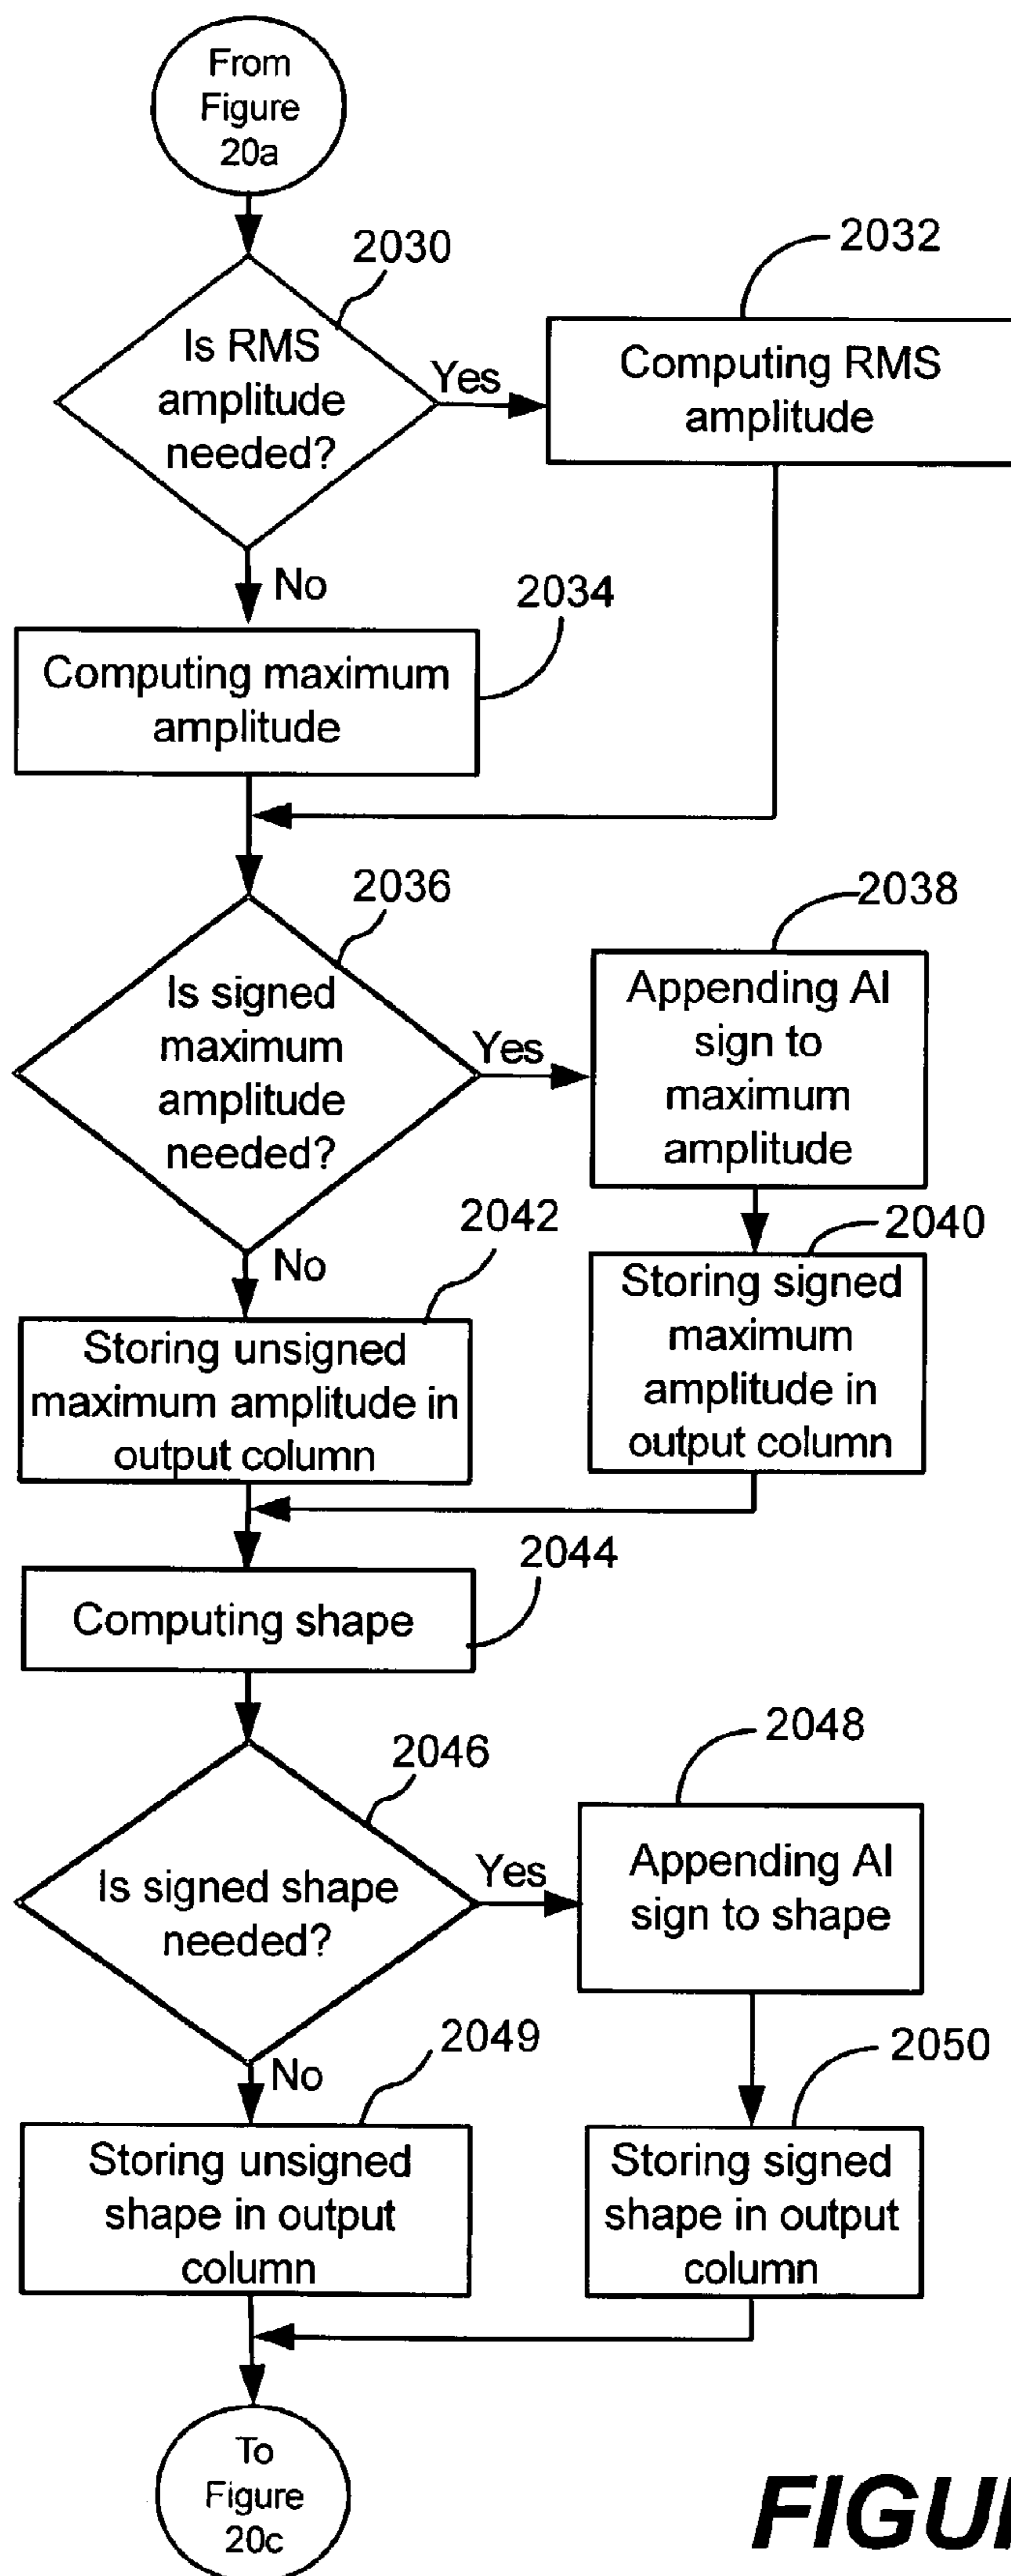 From
Figure
20a
2030
2032
Is RMS
amplitude
needed?
Yes
Computing RMS
amplitude
No
2034
Computing maximum
amplitude
2036
2038
Is signed
maximum
amplitude
needed?
Yes
Appending AI
sign to
maximum
amplitude
No
2042
2040
Storing unsigned
maximum amplitude in
output column
Storing signed
maximum
amplitude in
output column
2044
Computing shape
2046
2048
Is signed shape
needed?
Yes
Appending AI
sign to shape
No
2049
2050
Storing unsigned
shape in output
column
Storing signed
shape in output
column
To
Figure
20c